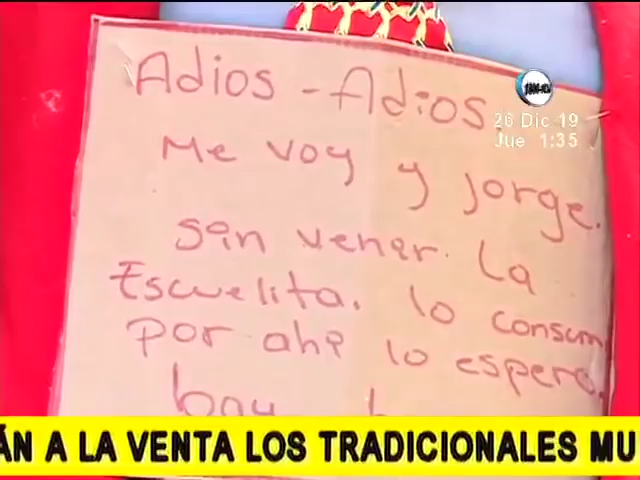 Adios - Adios.
Me voy y jorge.
sin venir. la
Escuelita. lo consum
por ahi lo espero.
26 Dic 19
Jue 1:35
ÁN A LA VENTA LOS TRADICIONALES MU